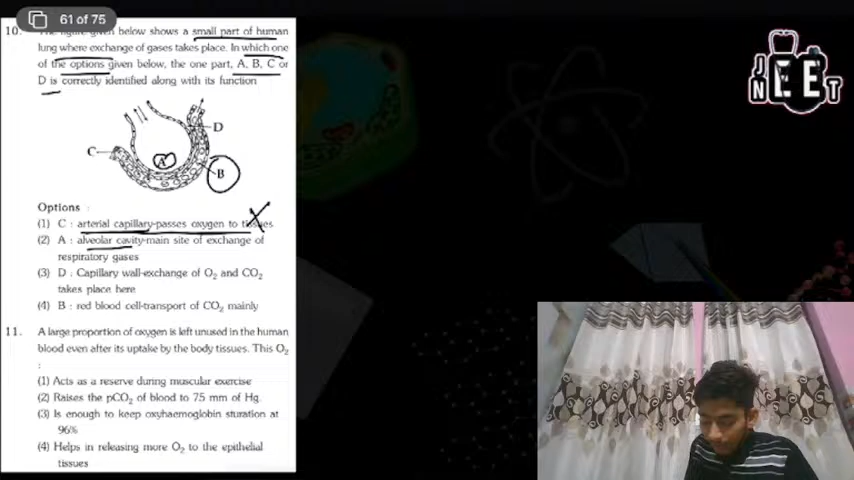 61 of 75
10. The figure given below shows a small part of human
lung where exchange of gases takes place. In which one
of the options given below, the one part, A, B, C or
D is correctly identified along with its function
D
C
A
B
Options :
(1) C : arterial capillary-passes oxygen to tissues
(2) A : alveolar cavity-main site of exchange of
respiratory gases
(3) D : Capillary wall-exchange of O2 and CO2
takes place here
(4) B : red blood cell-transport of CO2 mainly
11. A large proportion of oxygen is left unused in the human
blood even after its uptake by the body tissues. This O2
:
(1) Acts as a reserve during muscular exercise
(2) Raises the pCO2 of blood to 75 mm of Hg.
(3) Is enough to keep oxyhaemoglobin sturation at
96%
(4) Helps in releasing more O2 to the epithelial
tissues
J
NEET